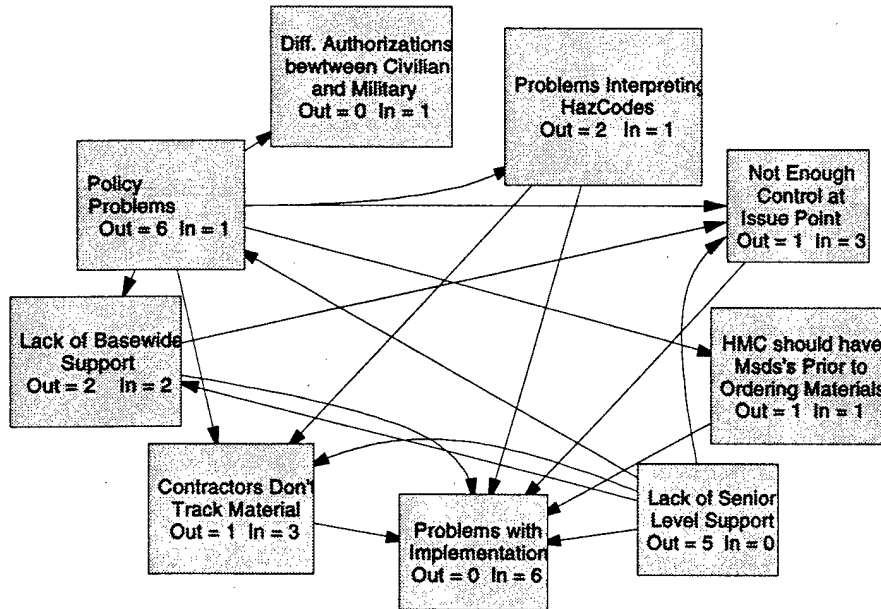 Diff. Authorizations
bewtween Civilian
and Military
Out = 0 In = 1
Problems Interpreting
HazCodes
Out = 2 In = 1
Policy
Problems
Out = 6 In = 1
Not Enough
Control at
Issue Point
Out = 1 In = 3
Lack of Basewide
Support
Out = 2 In = 2
HMC should have
Msds's Prior to
Ordering Materials
Out = 1 In = 1
Contractors Don't
Track Material
Out = 1 In = 3
Problems with
Implementation
Out = 0 In = 6
Lack of Senior
Level Support
Out = 5 In = 0